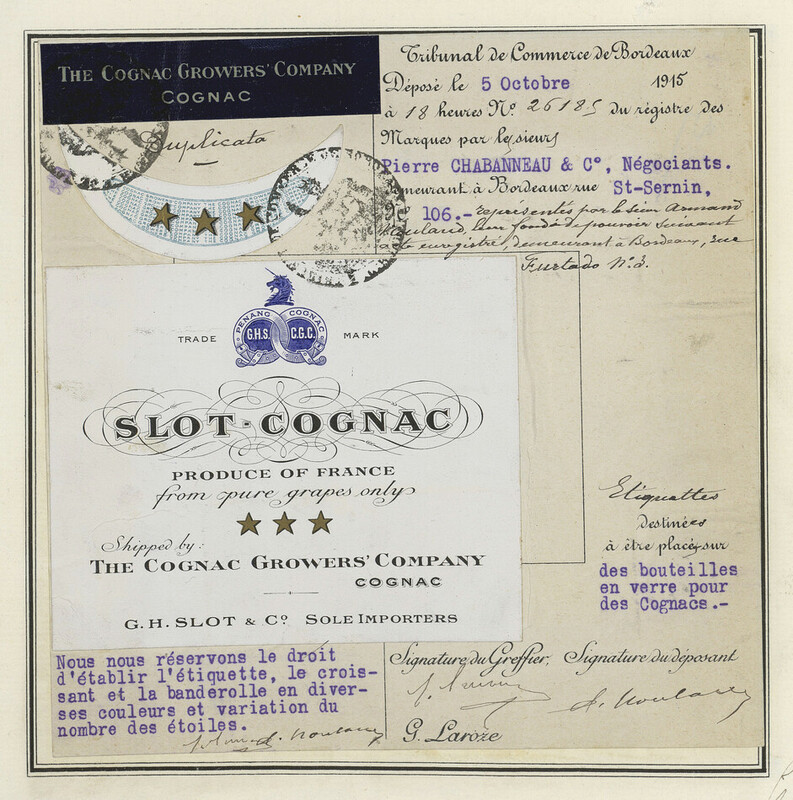 THE COGNAC GROWERS' COMPANY
COGNAC
Duplicata
Tribunal de Commerce de Bordeaux
Déposé le 5 Octobre 1915
à 18 heures Nº 26185 du régistre des
Marques par les sieurs
Pierre CHABANNEAU & Cº, Négociants.
demeurant à Bordeaux rue St-Sernin,
106.- représentés par le sieur Armand
leur fondé de pouvoir suivant
acte enregistré, demeurant à Bordeaux, rue
Furtado Nº 3.
PENANG COGNAC
TRADE G.H.S. C.G.C. MARK
SLOT-COGNAC
PRODUCE OF FRANCE
from pure grapes only
Shipped by:
THE COGNAC GROWERS' COMPANY
COGNAC
G. H. SLOT & Cº SOLE IMPORTERS
Etiquettes
destinées
à être placées sur
des bouteilles
en verre pour
des Cognacs.-
Nous nous réservons le droit
d'établir l'étiquette, le crois-
sant et la banderolle en diver-
ses couleurs et variation du
nombre des étoiles.
Signature du Greffier, Signature du déposant
G. Laroze